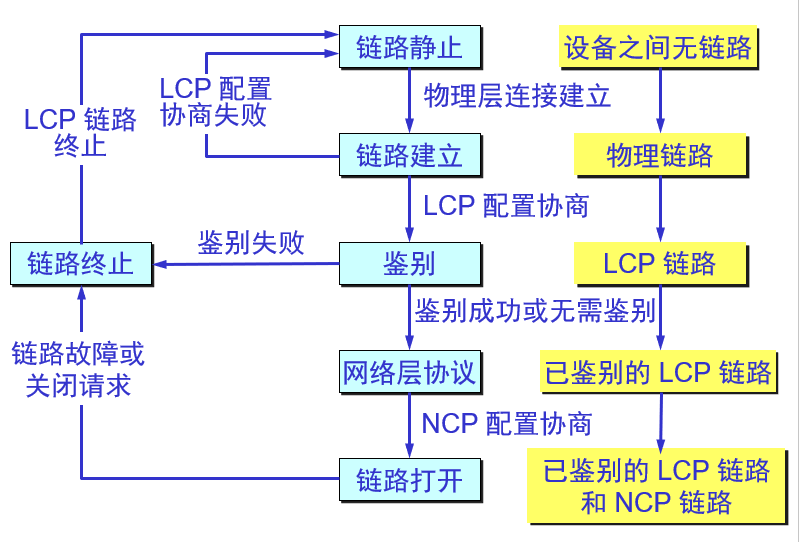 链路静止
设备之间无链路
LCP 配置
协商失败
物理层连接建立
LCP 链路
终止
链路建立
物理链路
LCP 配置协商
鉴别失败
链路终止
鉴别
LCP 链路
鉴别成功或无需鉴别
链路故障或
关闭请求
网络层协议
已鉴别的 LCP 链路
NCP 配置协商
链路打开
已鉴别的 LCP 链路
和 NCP 链路